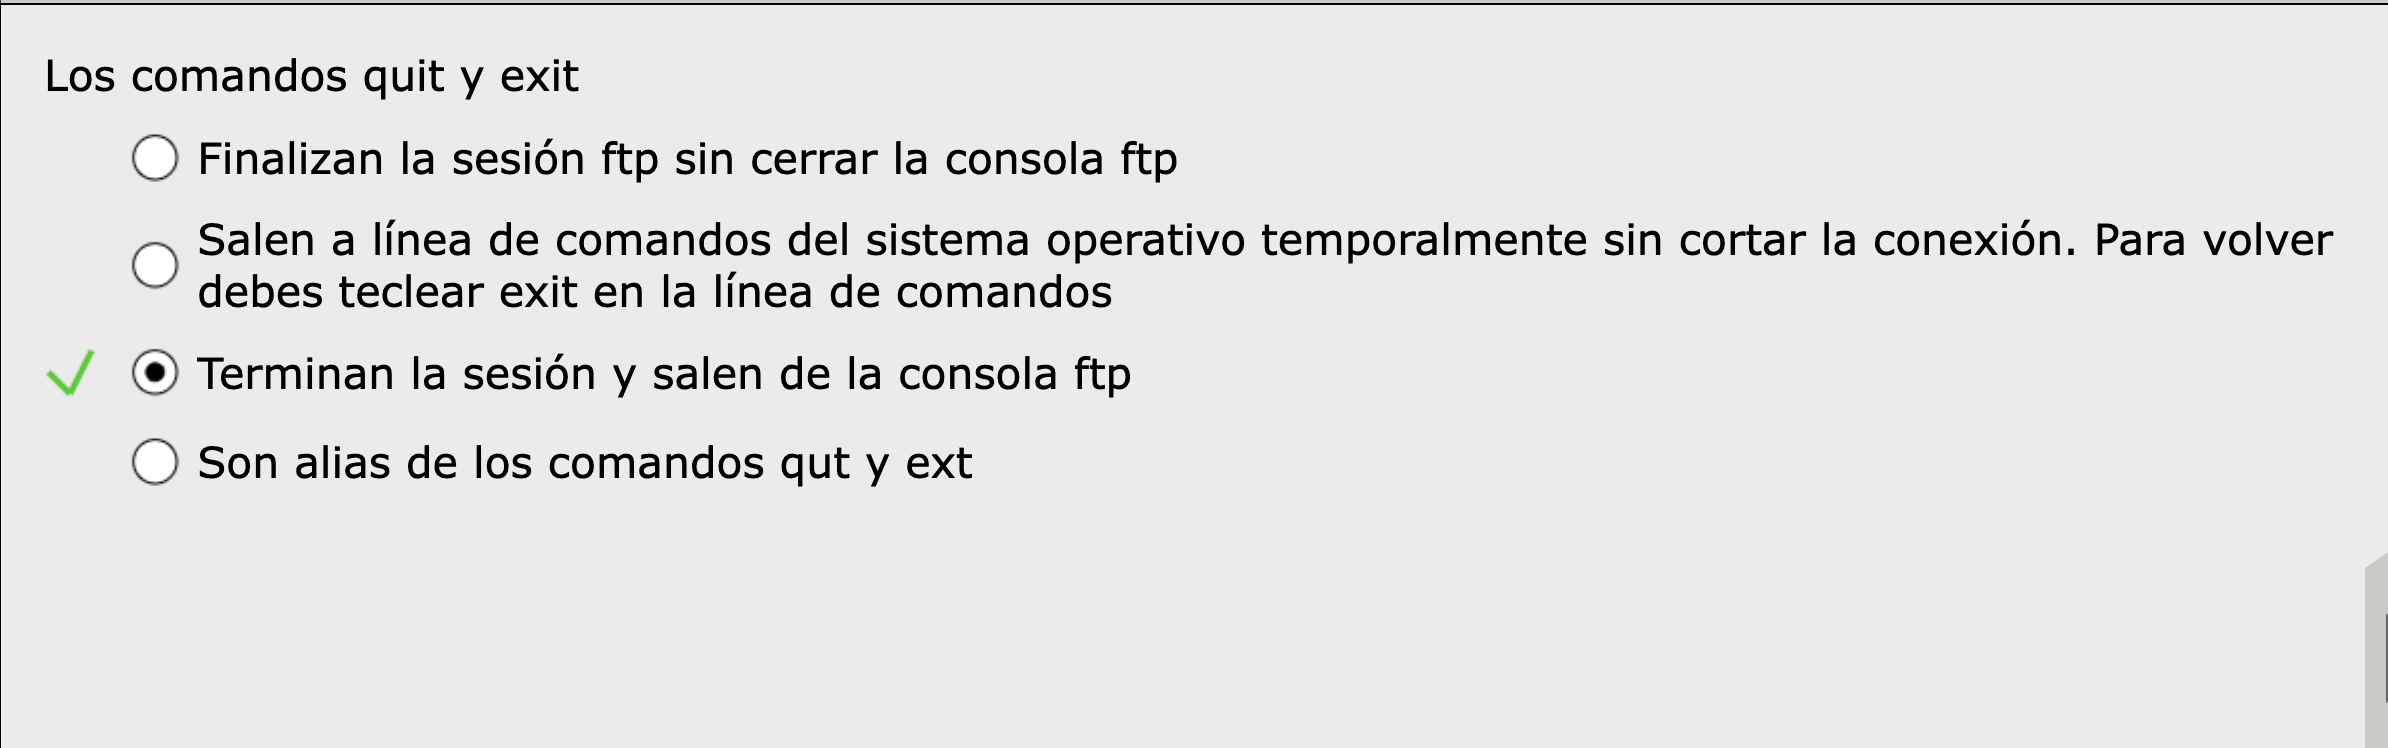 Los comandos quit y exit
Finalizan la sesión ftp sin cerrar la consola ftp
Salen a línea de comandos del sistema operativo temporalmente sin cortar la conexión. Para volver
debes teclear exit en la línea de comandos
Terminan la sesión y salen de la consola ftp
Son alias de los comandos qut y ext